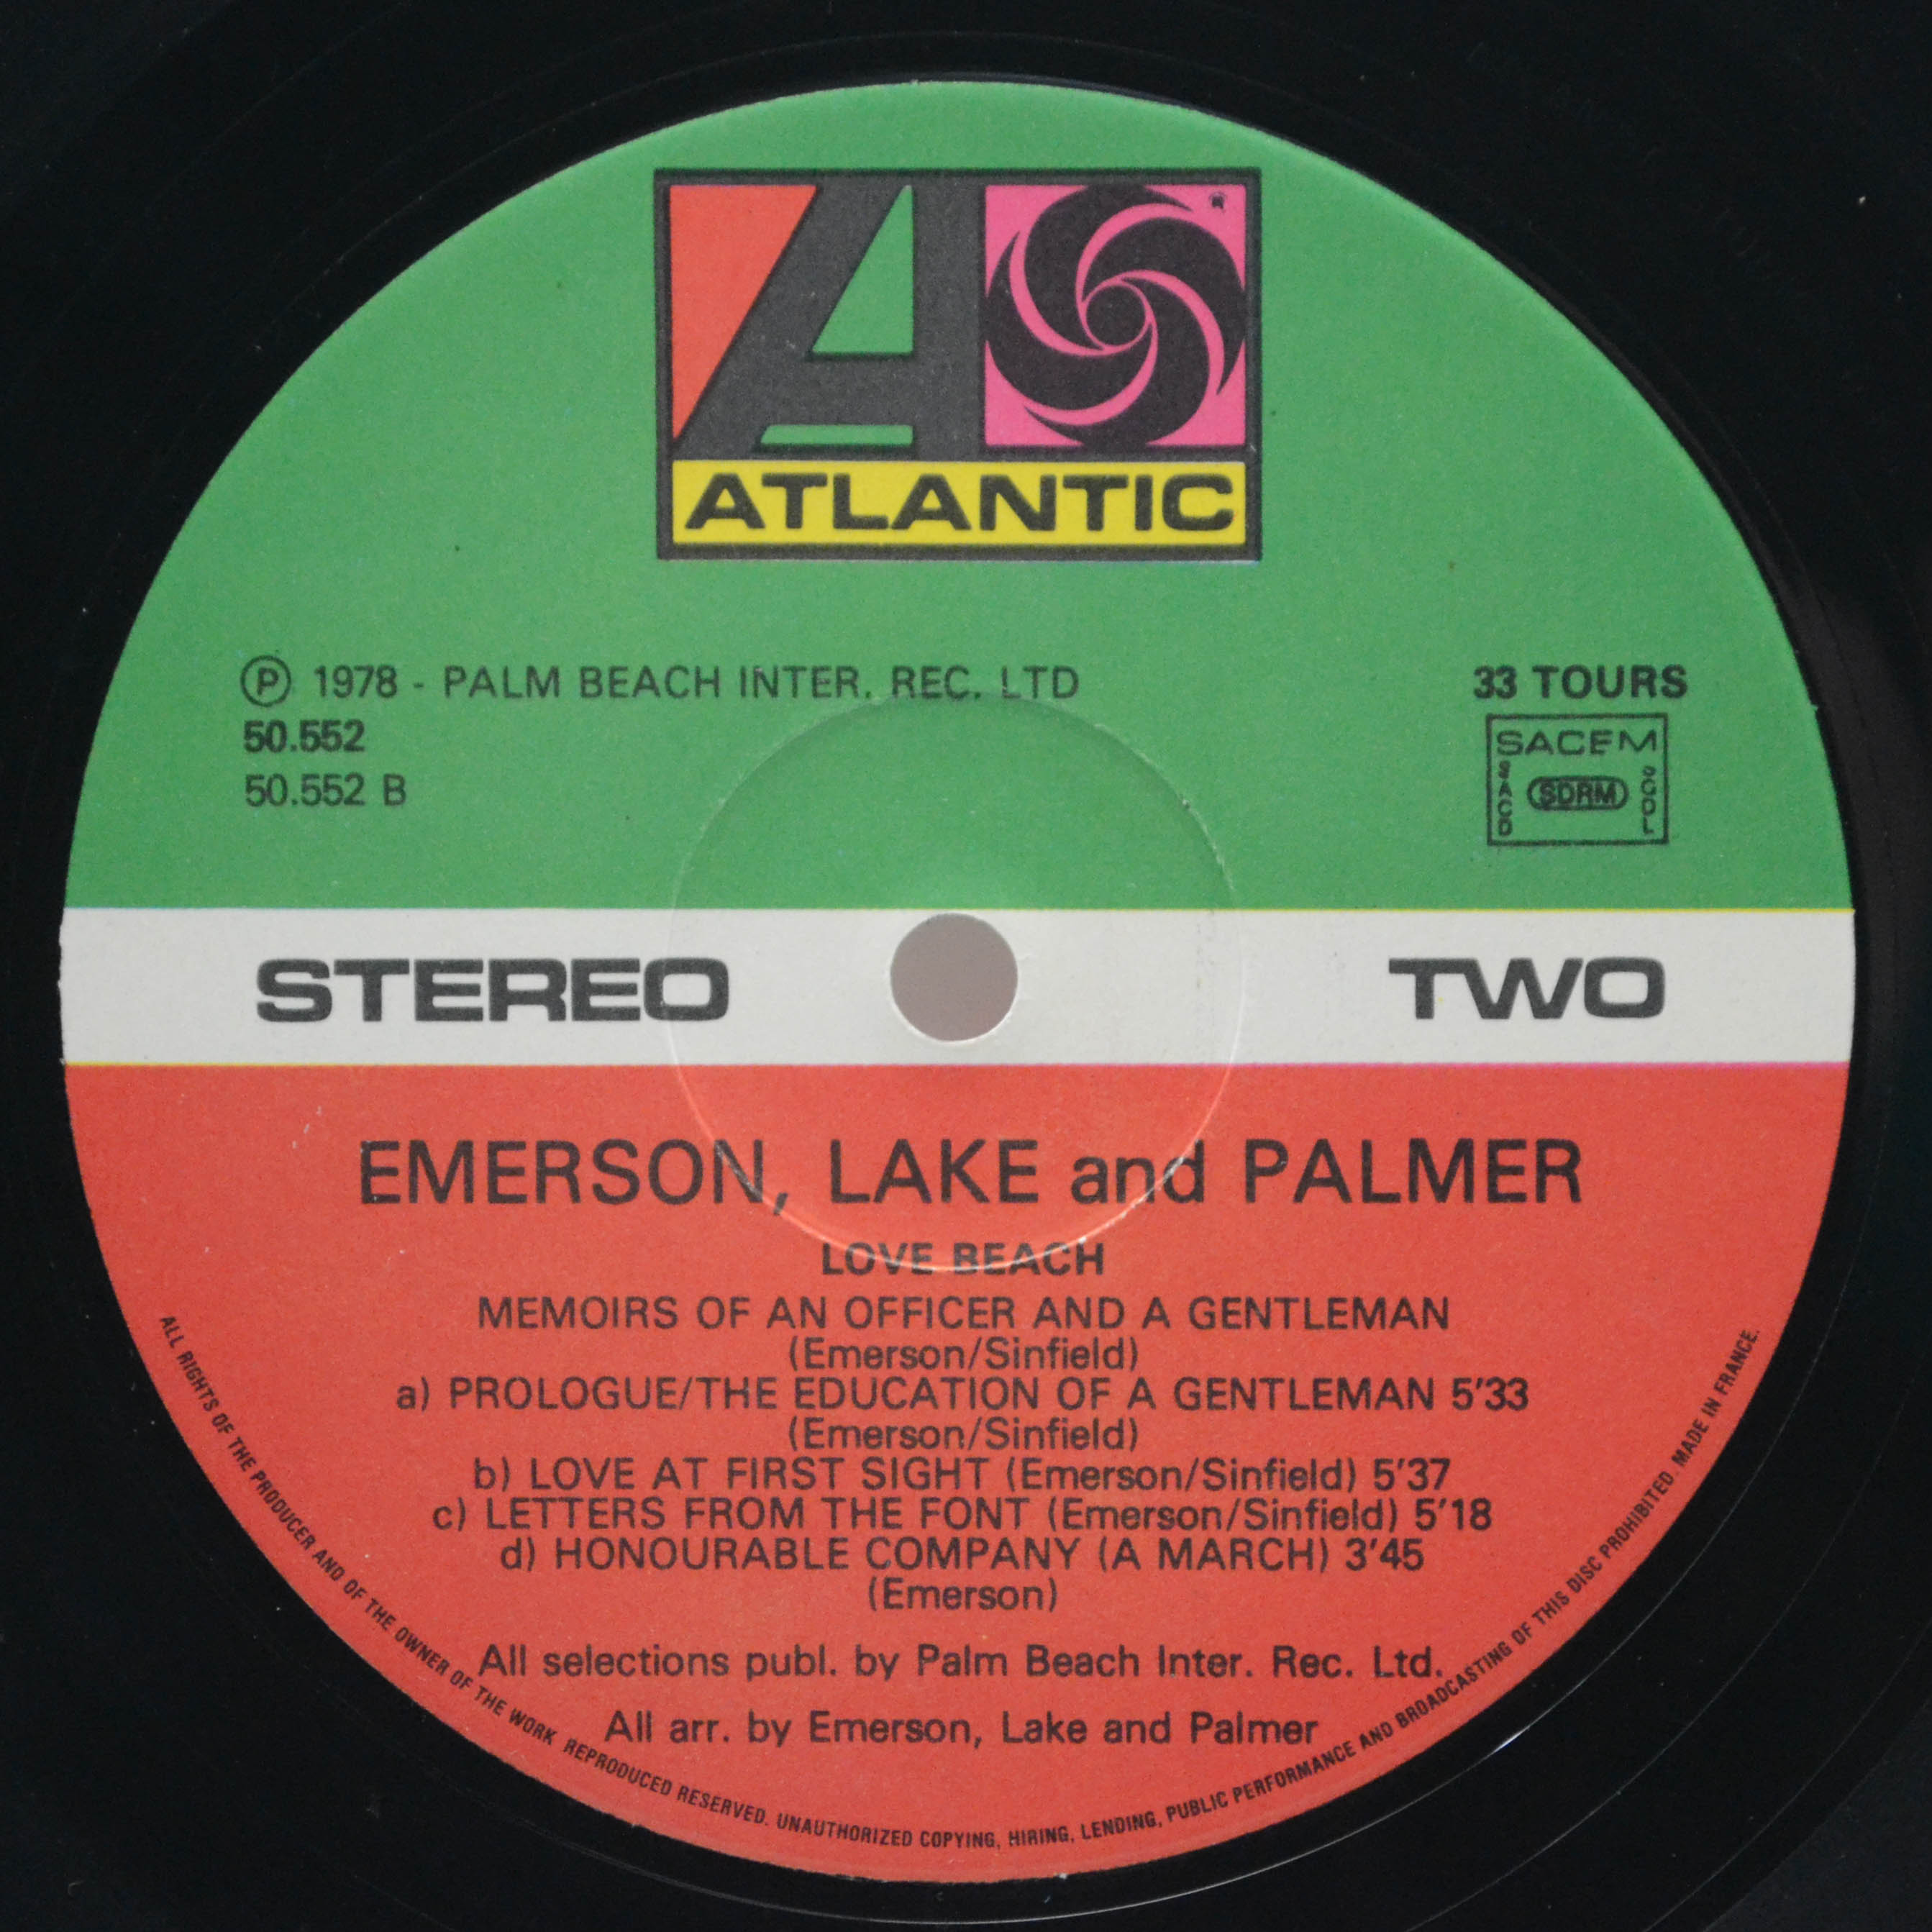 ATLANTIC
℗ 1978 - PALM BEACH INTER. REC. LTD
50.552
50.552 B
33 TOURS
SACEM
SACD
SDRM
SGDL
STEREO
TWO
EMERSON, LAKE and PALMER
LOVE BEACH
MEMOIRS OF AN OFFICER AND A GENTLEMAN
(Emerson/Sinfield)
a) PROLOGUE/THE EDUCATION OF A GENTLEMAN 5'33
(Emerson/Sinfield)
b) LOVE AT FIRST SIGHT (Emerson/Sinfield) 5'37
c) LETTERS FROM THE FONT (Emerson/Sinfield) 5'18
d) HONOURABLE COMPANY (A MARCH) 3'45
(Emerson)
All selections publ. by Palm Beach Inter. Rec. Ltd.
All arr. by Emerson, Lake and Palmer
ALL RIGHTS OF THE PRODUCER AND OF THE OWNER OF THE WORK REPRODUCED RESERVED. UNAUTHORIZED COPYING, HIRING, LENDING, PUBLIC PERFORMANCE AND BROADCASTING OF THIS DISC PROHIBITED. MADE IN FRANCE.